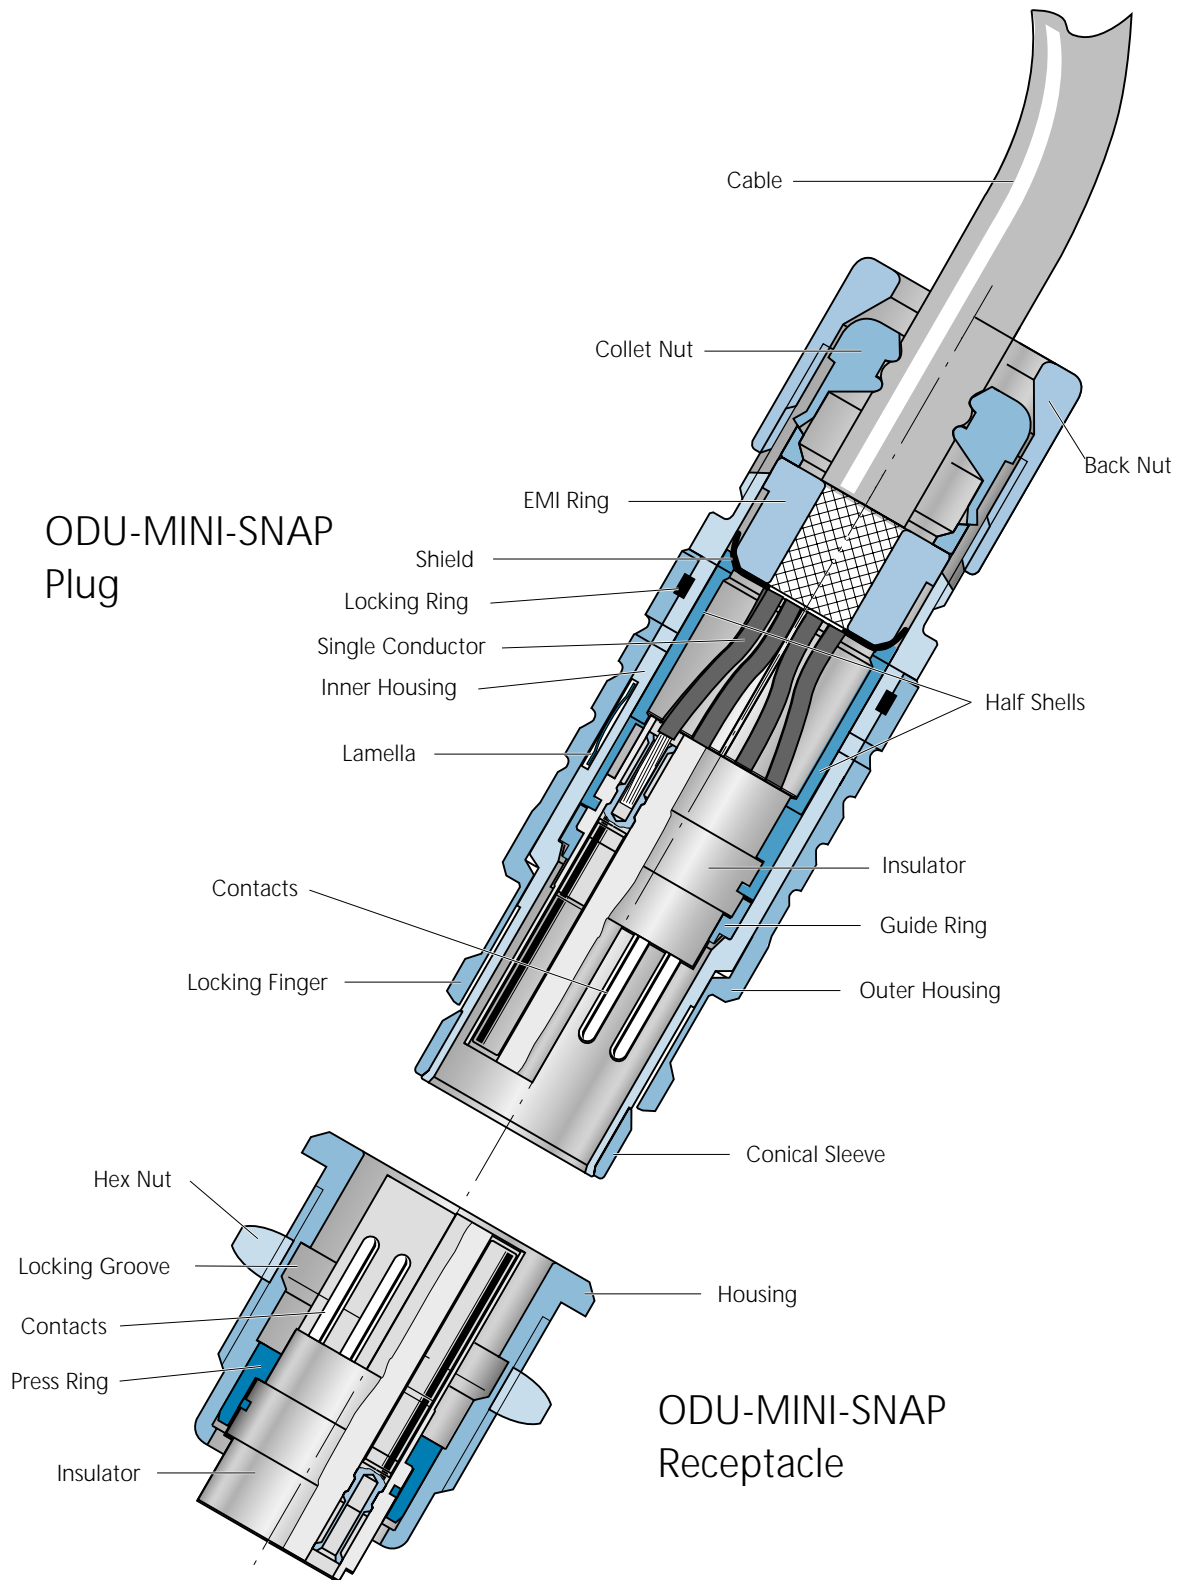 Cable
Collet Nut
Back Nut
EMI Ring
ODU-MINI-SNAP
Plug
Shield
Locking Ring
Single Conductor
Inner Housing
Half Shells
Lamella
Insulator
Contacts
Guide Ring
Locking Finger
Outer Housing
Conical Sleeve
Hex Nut
Locking Groove
Housing
Contacts
Press Ring
ODU-MINI-SNAP
Receptacle
Insulator